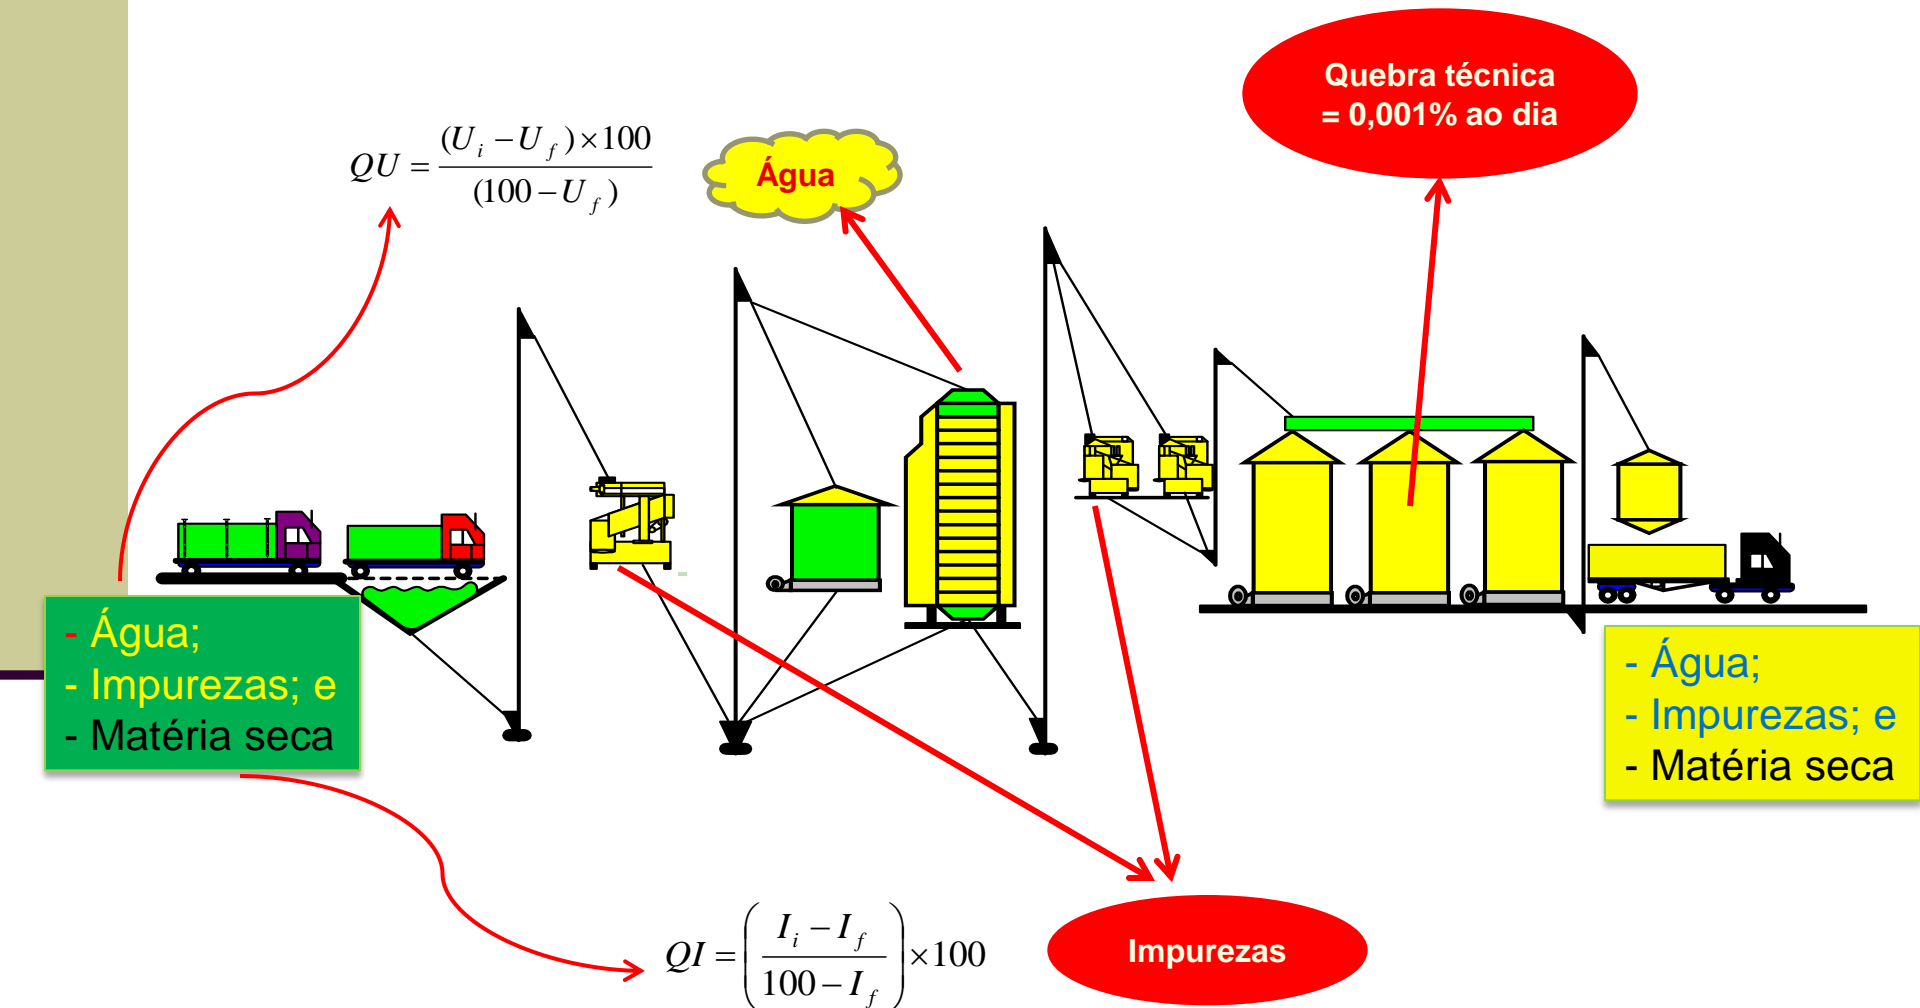 Quebra técnica
= 0,001% ao dia
QU = (U_i − U_f) × 100 / (100 − U_f)
Água
- Água;
- Impurezas; e
- Matéria seca
- Água;
- Impurezas; e
- Matéria seca
QI = ( I_i − I_f / 100 − I_f ) × 100
Impurezas